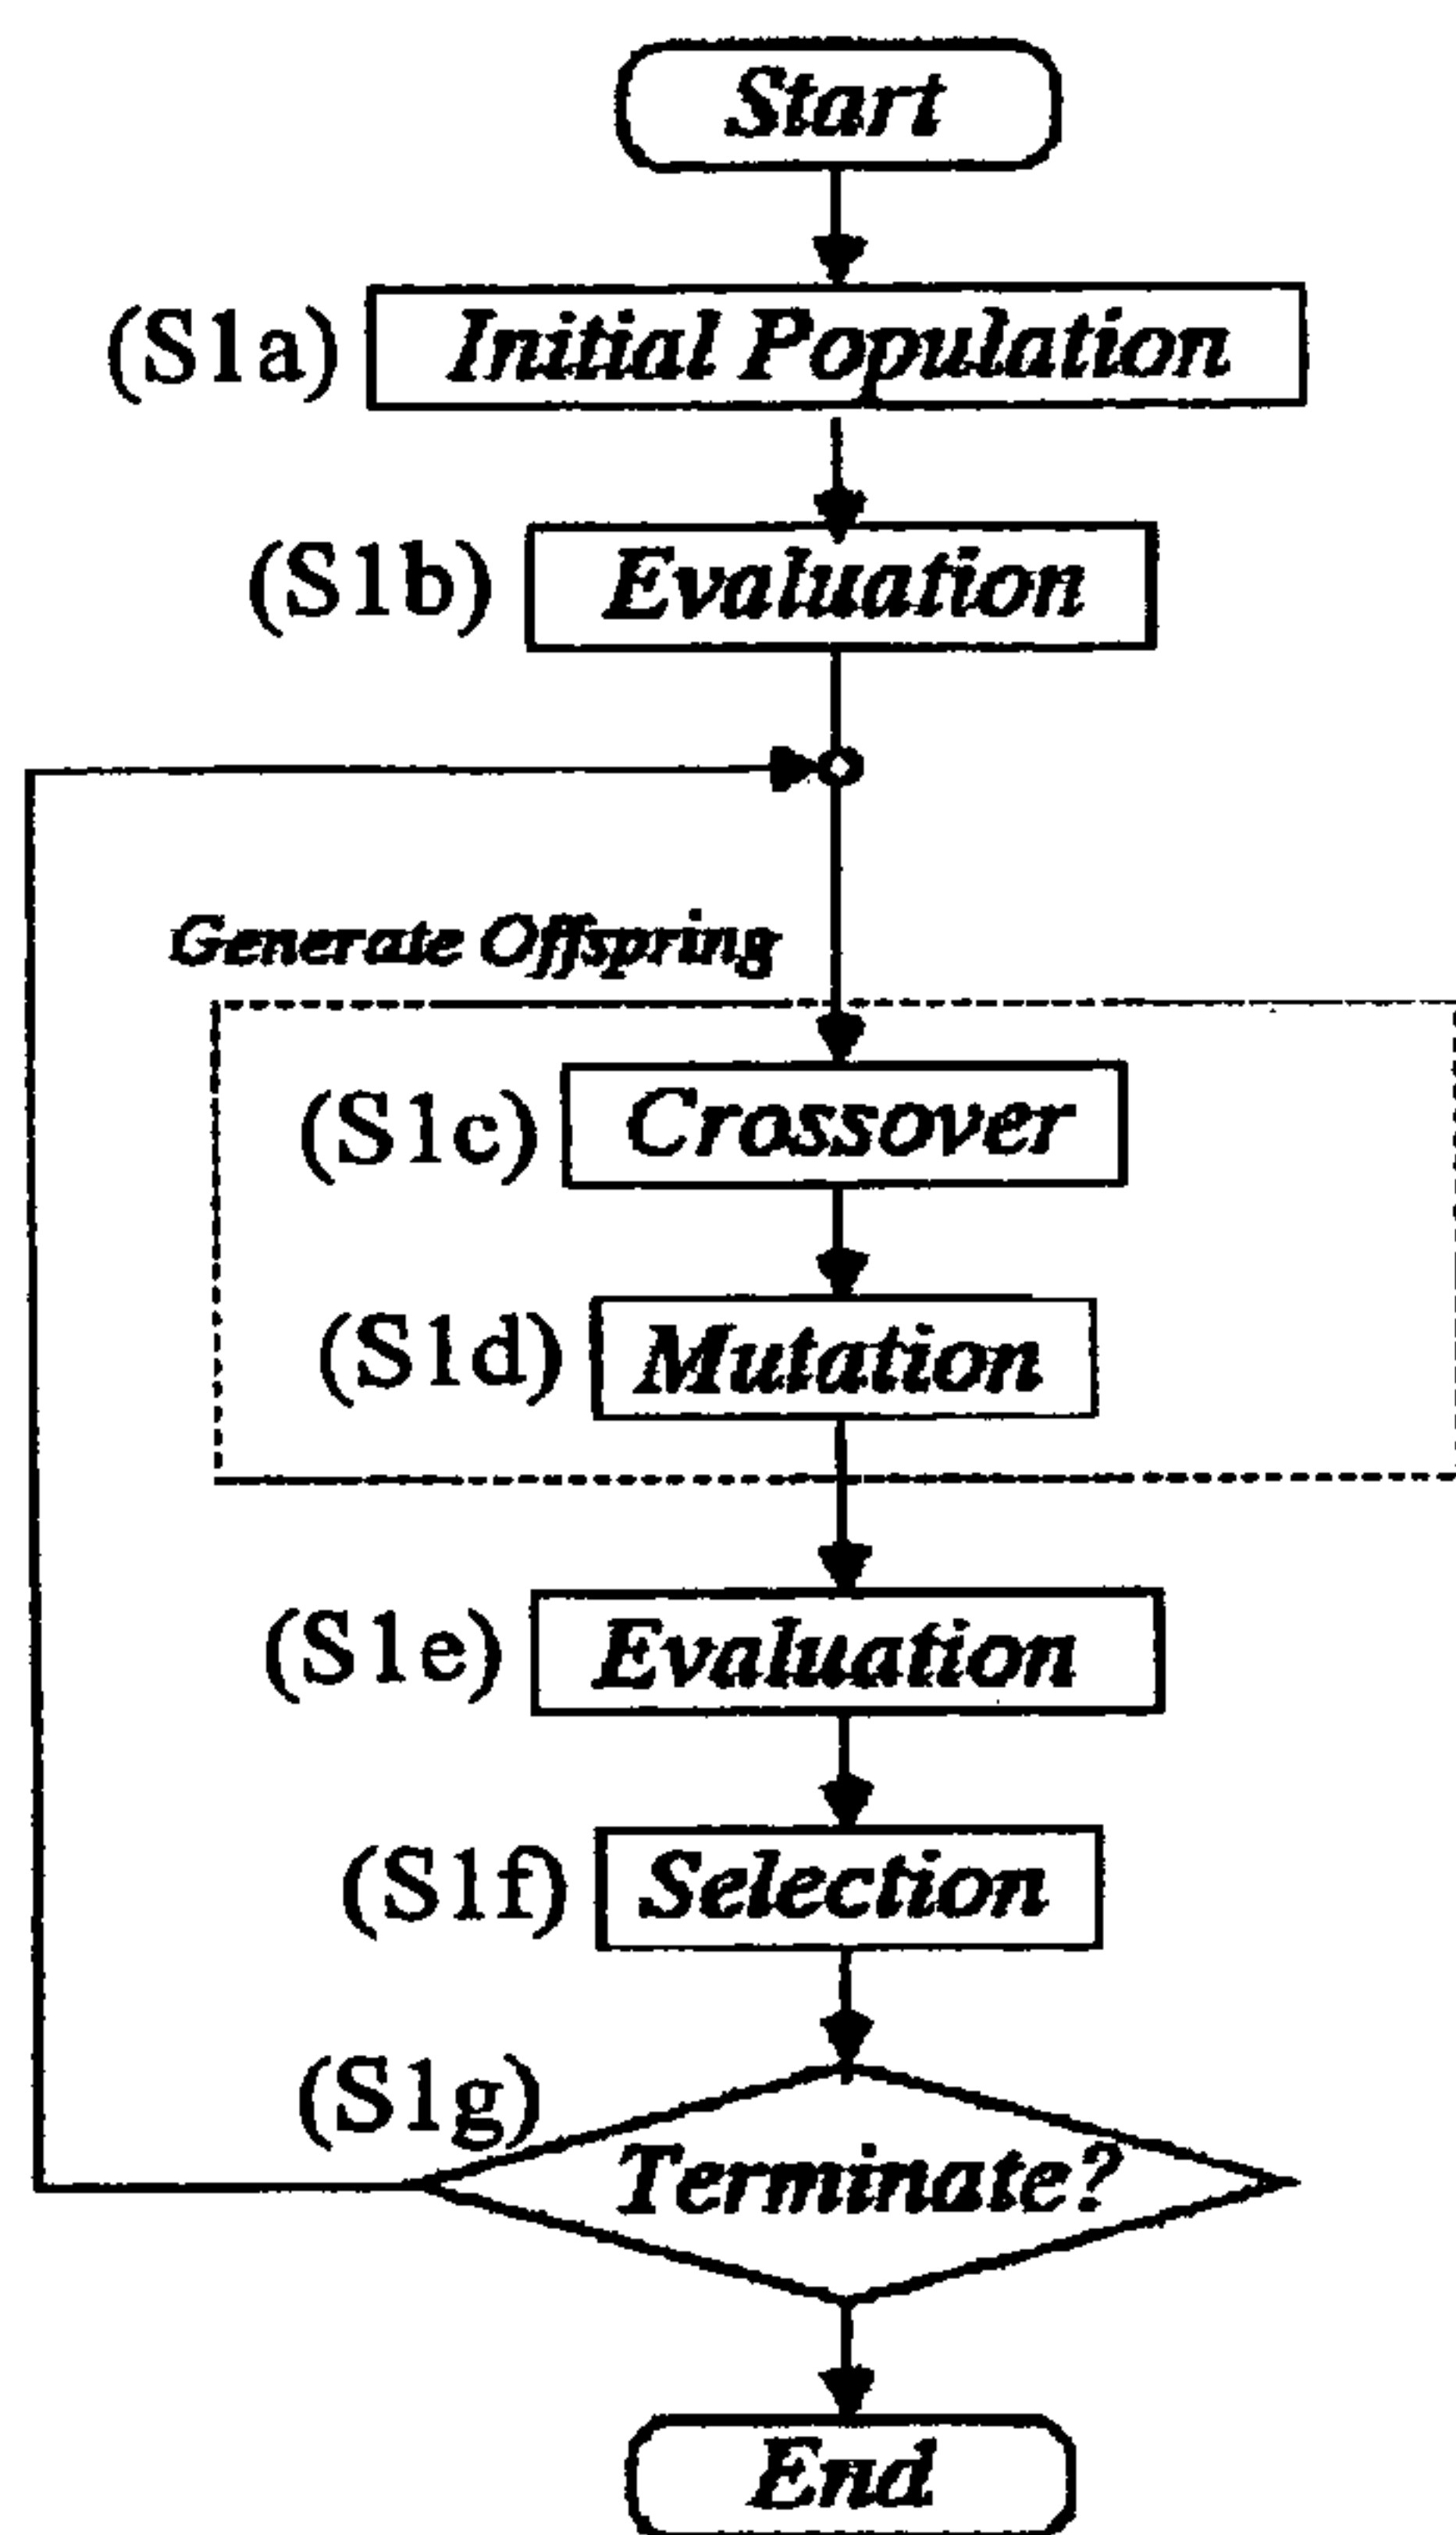 Start
(S1a) Initial Population
(S1b) Evaluation
Generate Offspring
(S1c) Crossover
(S1d) Mutation
(S1e) Evaluation
(S1f) Selection
(S1g)
Terminate?
End